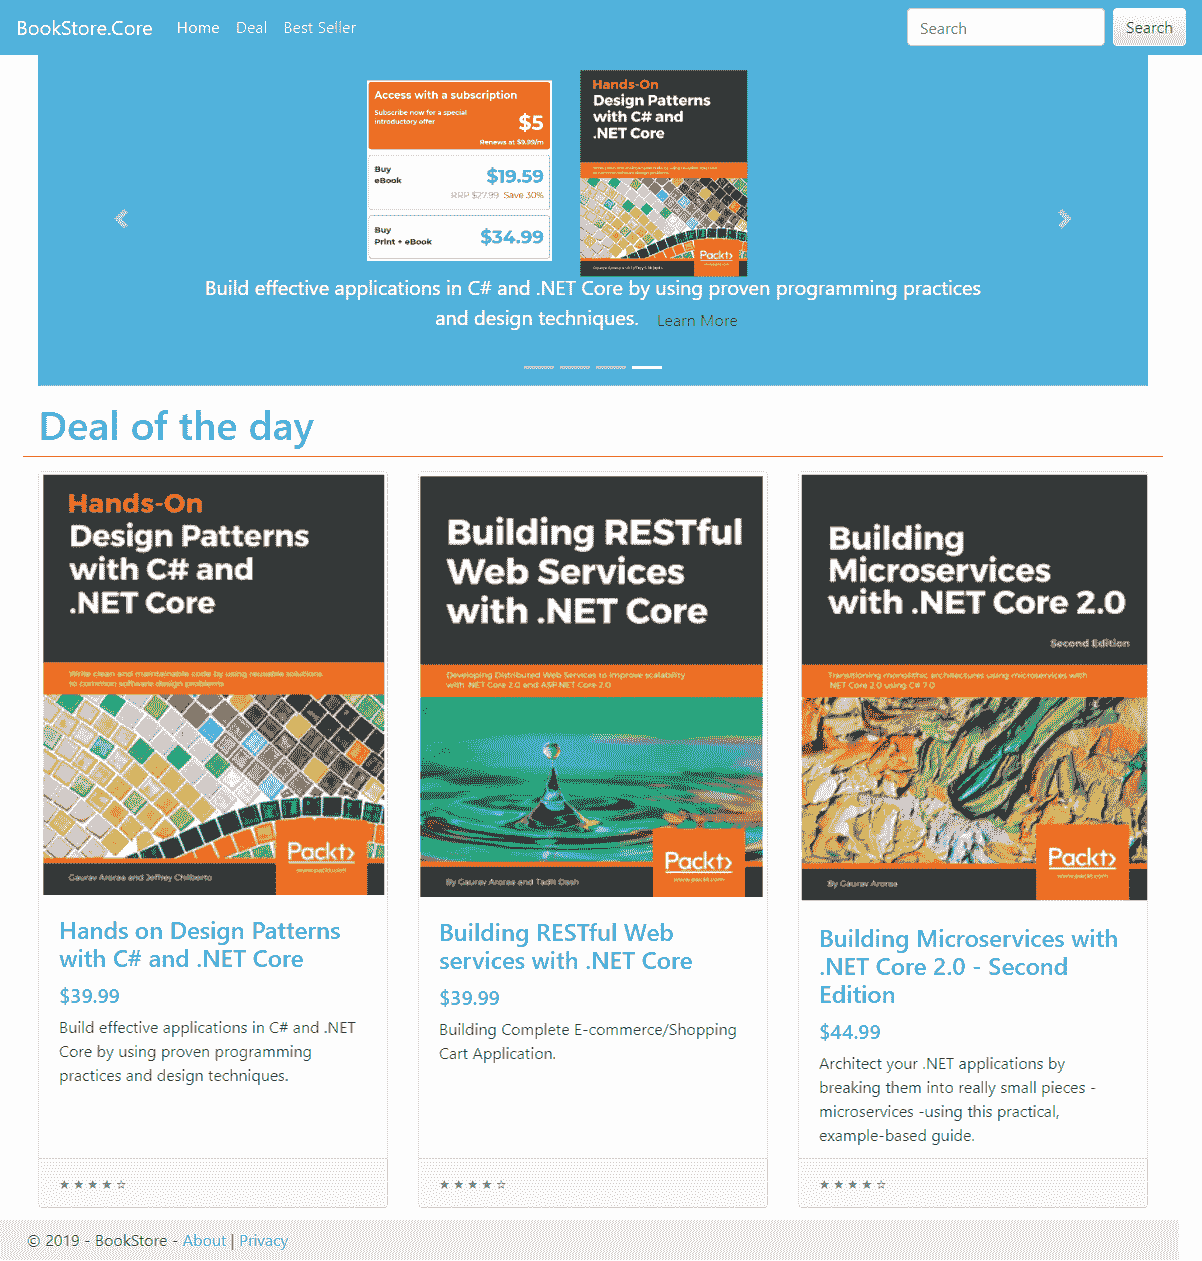 BookStore.Core Home Deal Best Seller Search Search
Access with a subscription
Subscribe now for a special
introductory offer
$5
Renews at $9.99/m
Buy
eBook
$19.59
RRP $27.99 Save 30%
Buy
Print + eBook
$34.99
Hands-On
Design Patterns
with C# and
.NET Core
Packt>
Build effective applications in C# and .NET Core by using proven programming practices
and design techniques. Learn More
Deal of the day
Hands-On
Design Patterns
with C# and
.NET Core
Write clean and maintainable code by using reusable solutions
to common software design problems
Packt>
www.packt.com
Gaurav Aroraa and Jeffrey Chilberto
Hands on Design Patterns
with C# and .NET Core
$39.99
Build effective applications in C# and .NET
Core by using proven programming
practices and design techniques.
★ ★ ★ ★ ☆
Building RESTful
Web Services
with .NET Core
Developing Distributed Web Services to improve scalability
with .NET Core 2.0 and ASP.NET Core 2.0
Packt>
www.packt.com
By Gaurav Aroraa and Tadit Dash
Building RESTful Web
services with .NET Core
$39.99
Building Complete E-commerce/Shopping
Cart Application.
★ ★ ★ ★ ☆
Building
Microservices
with .NET Core 2.0
Second Edition
Transitioning monolithic architectures using microservices with
.NET Core 2.0 using C# 7.0
Packt>
www.packt.com
By Gaurav Aroraa
Building Microservices with
.NET Core 2.0 - Second
Edition
$44.99
Architect your .NET applications by
breaking them into really small pieces -
microservices -using this practical,
example-based guide.
★ ★ ★ ★ ☆
© 2019 - BookStore - About | Privacy